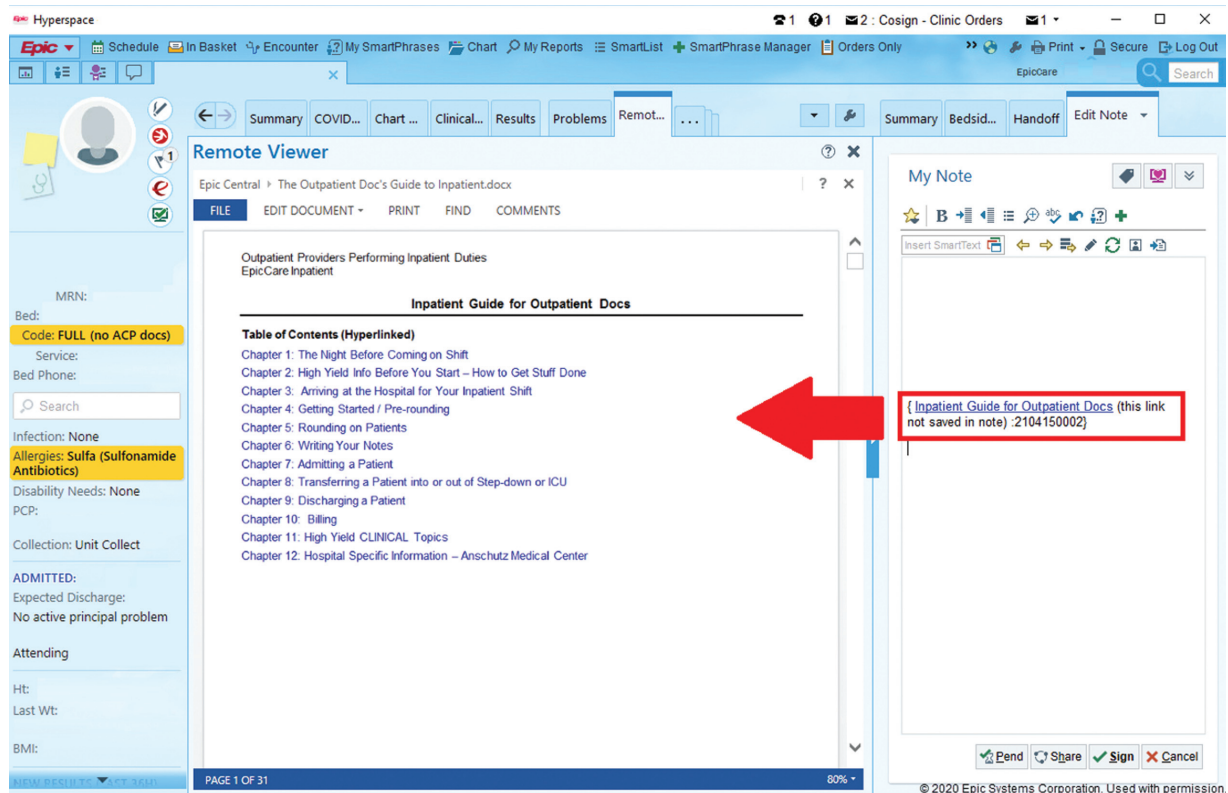 Epic Hyperspace
1 1 2 : Cosign - Clinic Orders 1
Epic Schedule In Basket Encounter My SmartPhrases Chart My Reports SmartList SmartPhrase Manager Orders Only Print Secure Log Out
EpicCare
Search
Summary COVID... Chart ... Clinical... Results Problems Remot... ...
Summary Bedsid... Handoff Edit Note
1
MRN:
Bed:
Code: FULL (no ACP docs)
Service:
Bed Phone:
Search
Infection: None
Allergies: Sulfa (Sulfonamide
Antibiotics)
Disability Needs: None
PCP:
Collection: Unit Collect
ADMITTED:
Expected Discharge:
No active principal problem
Attending
Ht:
Last Wt:
BMI:
NEW RESULTS (LAST 36H)
Remote Viewer
Epic Central The Outpatient Doc's Guide to Inpatient.docx
FILE EDIT DOCUMENT PRINT FIND COMMENTS
Outpatient Providers Performing Inpatient Duties
EpicCare Inpatient
Inpatient Guide for Outpatient Docs
Table of Contents (Hyperlinked)
Chapter 1: The Night Before Coming on Shift
Chapter 2: High Yield Info Before You Start – How to Get Stuff Done
Chapter 3: Arriving at the Hospital for Your Inpatient Shift
Chapter 4: Getting Started / Pre-rounding
Chapter 5: Rounding on Patients
Chapter 6: Writing Your Notes
Chapter 7: Admitting a Patient
Chapter 8: Transferring a Patient into or out of Step-down or ICU
Chapter 9: Discharging a Patient
Chapter 10: Billing
Chapter 11: High Yield CLINICAL Topics
Chapter 12: Hospital Specific Information – Anschutz Medical Center
PAGE 1 OF 31 80%
My Note
B abc
Insert SmartText
{ Inpatient Guide for Outpatient Docs (this link
not saved in note) :2104150002}
Pend Share Sign Cancel
© 2020 Epic Systems Corporation. Used with permission.